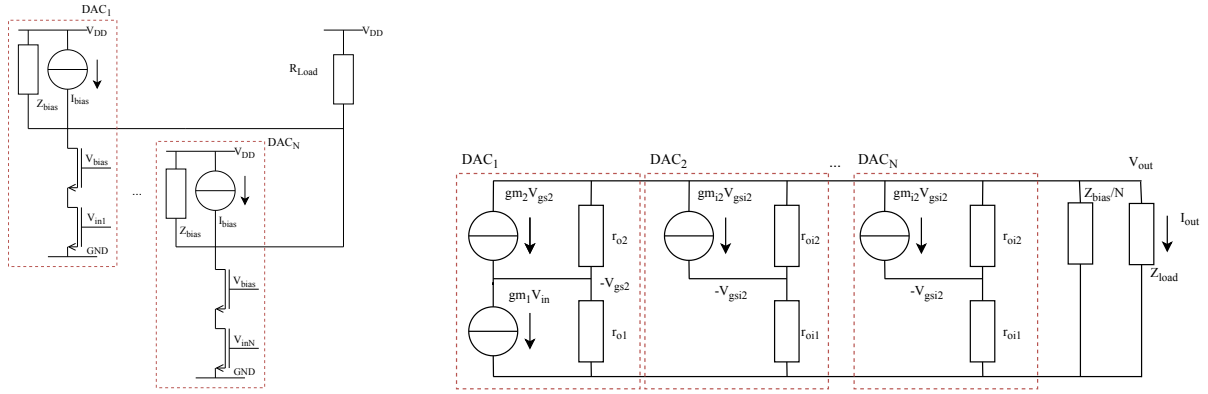 DAC1
VDD
Zbias
Ibias
Vbias
Vin1
GND
...
VDD
RLoad
DACN
VDD
Zbias
Ibias
Vbias
VinN
GND
DAC1
gm2Vgs2
ro2
-Vgs2
gm1Vin
ro1
DAC2
gmi2Vgsi2
roi2
-Vgsi2
roi1
...
DACN
gmi2Vgsi2
roi2
-Vgsi2
roi1
Vout
Zbias/N
Iout
Zload